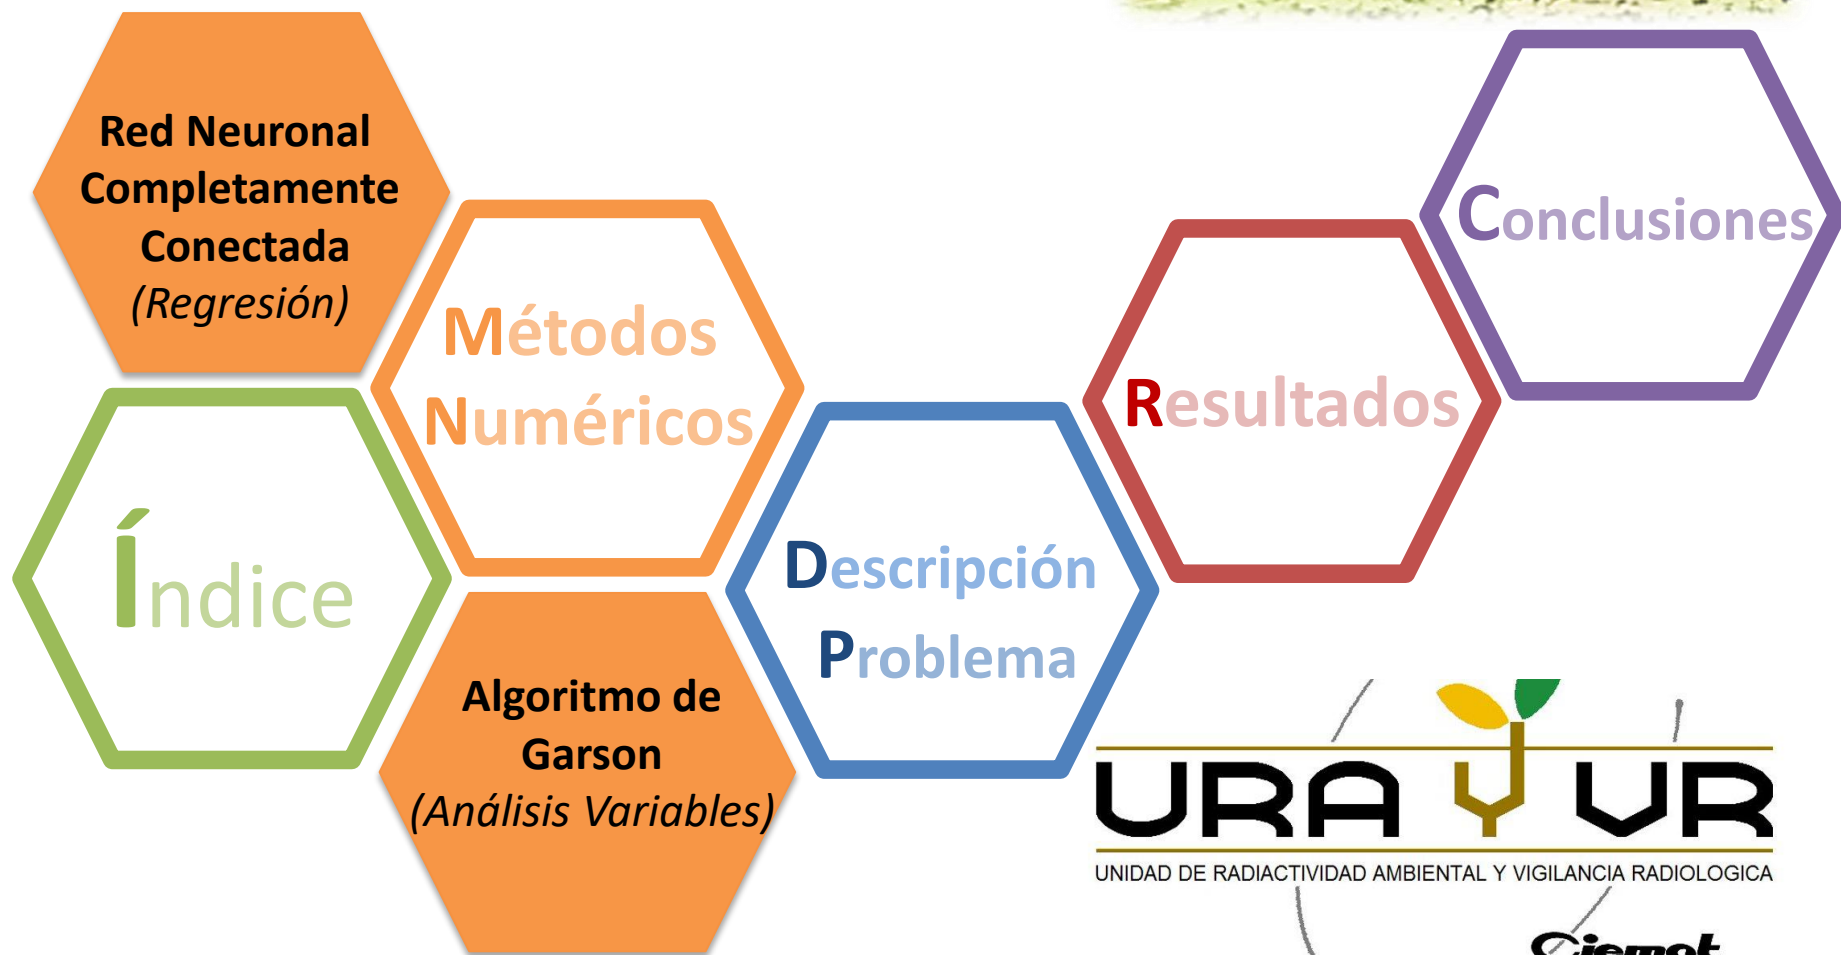 Red Neuronal
Completamente
Conectada
(Regresión)
Índice
Métodos
Numéricos
Algoritmo de
Garson
(Análisis Variables)
Descripción
Problema
Resultados
Conclusiones
URA Y VR
UNIDAD DE RADIACTIVIDAD AMBIENTAL Y VIGILANCIA RADIOLOGICA
Ciemat